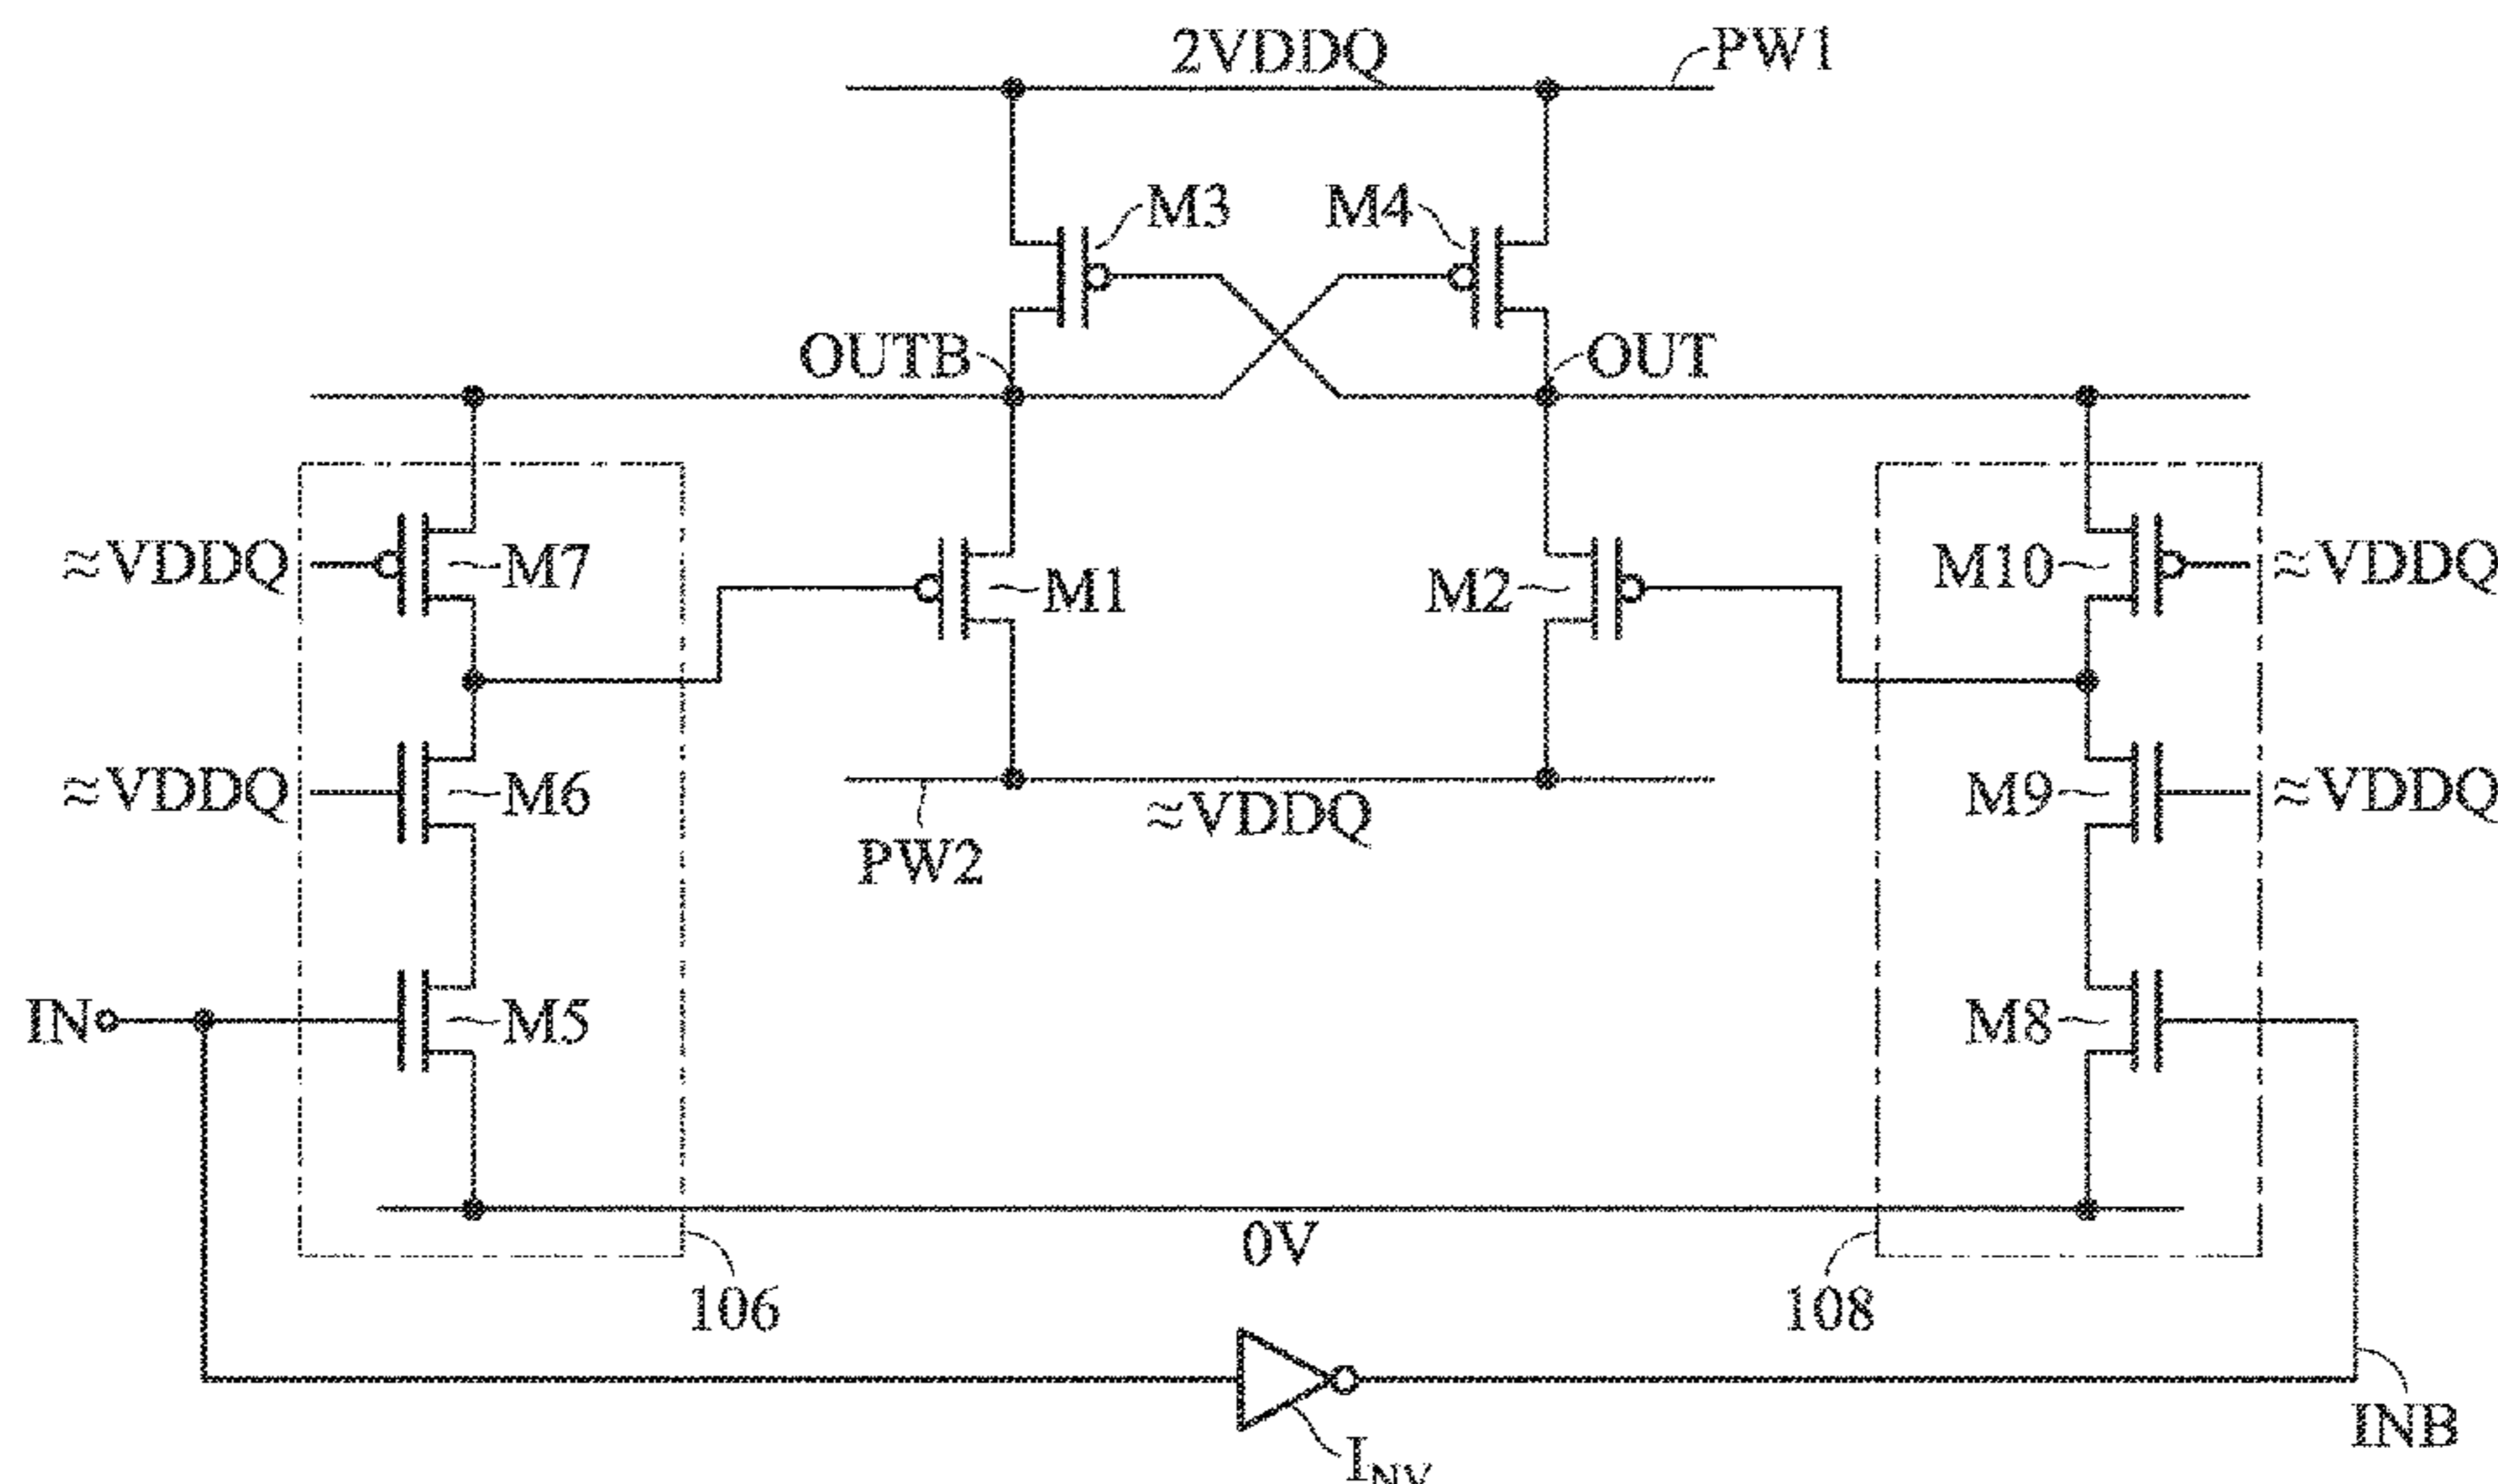 2VDDQ
PW1
M3
M4
OUTB
OUT
≈VDDQ
M7
M1
M2
M10
≈VDDQ
≈VDDQ
M6
≈VDDQ
PW2
M9
≈VDDQ
IN
M5
M8
0V
106
108
INB
INV